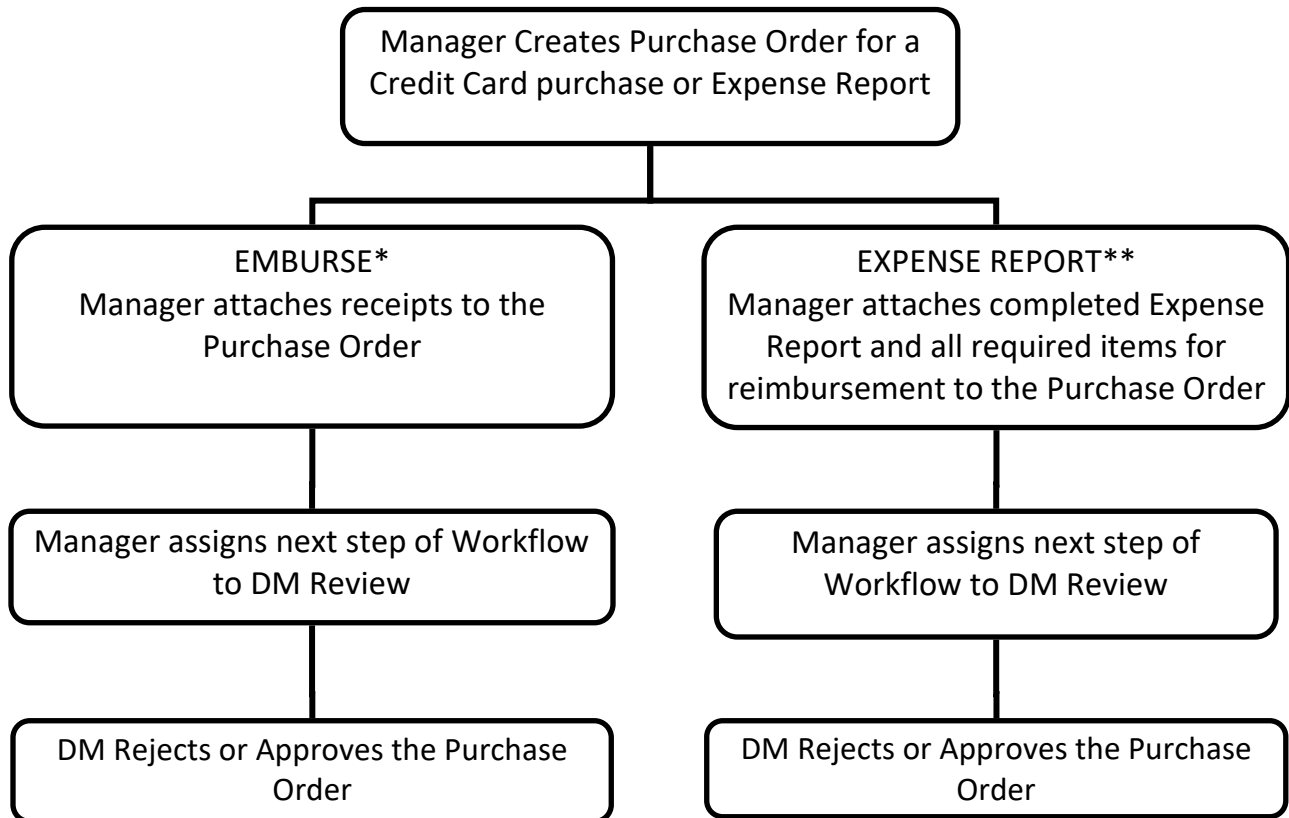 Manager Creates Purchase Order for a
Credit Card purchase or Expense Report
EMBURSE*
Manager attaches receipts to the
Purchase Order
EXPENSE REPORT**
Manager attaches completed Expense
Report and all required items for
reimbursement to the Purchase Order
Manager assigns next step of Workflow
to DM Review
Manager assigns next step of
Workflow to DM Review
DM Rejects or Approves the Purchase
Order
DM Rejects or Approves the Purchase
Order